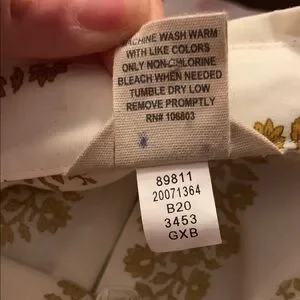 MACHINE WASH WARM
WITH LIKE COLORS
ONLY NON-CHLORINE
BLEACH WHEN NEEDED
TUMBLE DRY LOW
REMOVE PROMPTLY
RN# 106803
89811
20071364
B20
3453
GXB